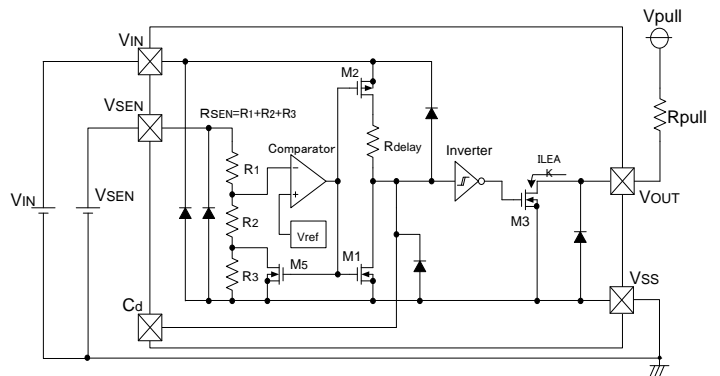 Vpull
VIN
M2
Rpull
VSEN
RSEN=R1+R2+R3
Comparator
Rdelay
Inverter
ILEA
K
R1
−
+
VIN
VSEN
R2
Vref
M3
VOUT
M5
M1
R3
VSS
Cd